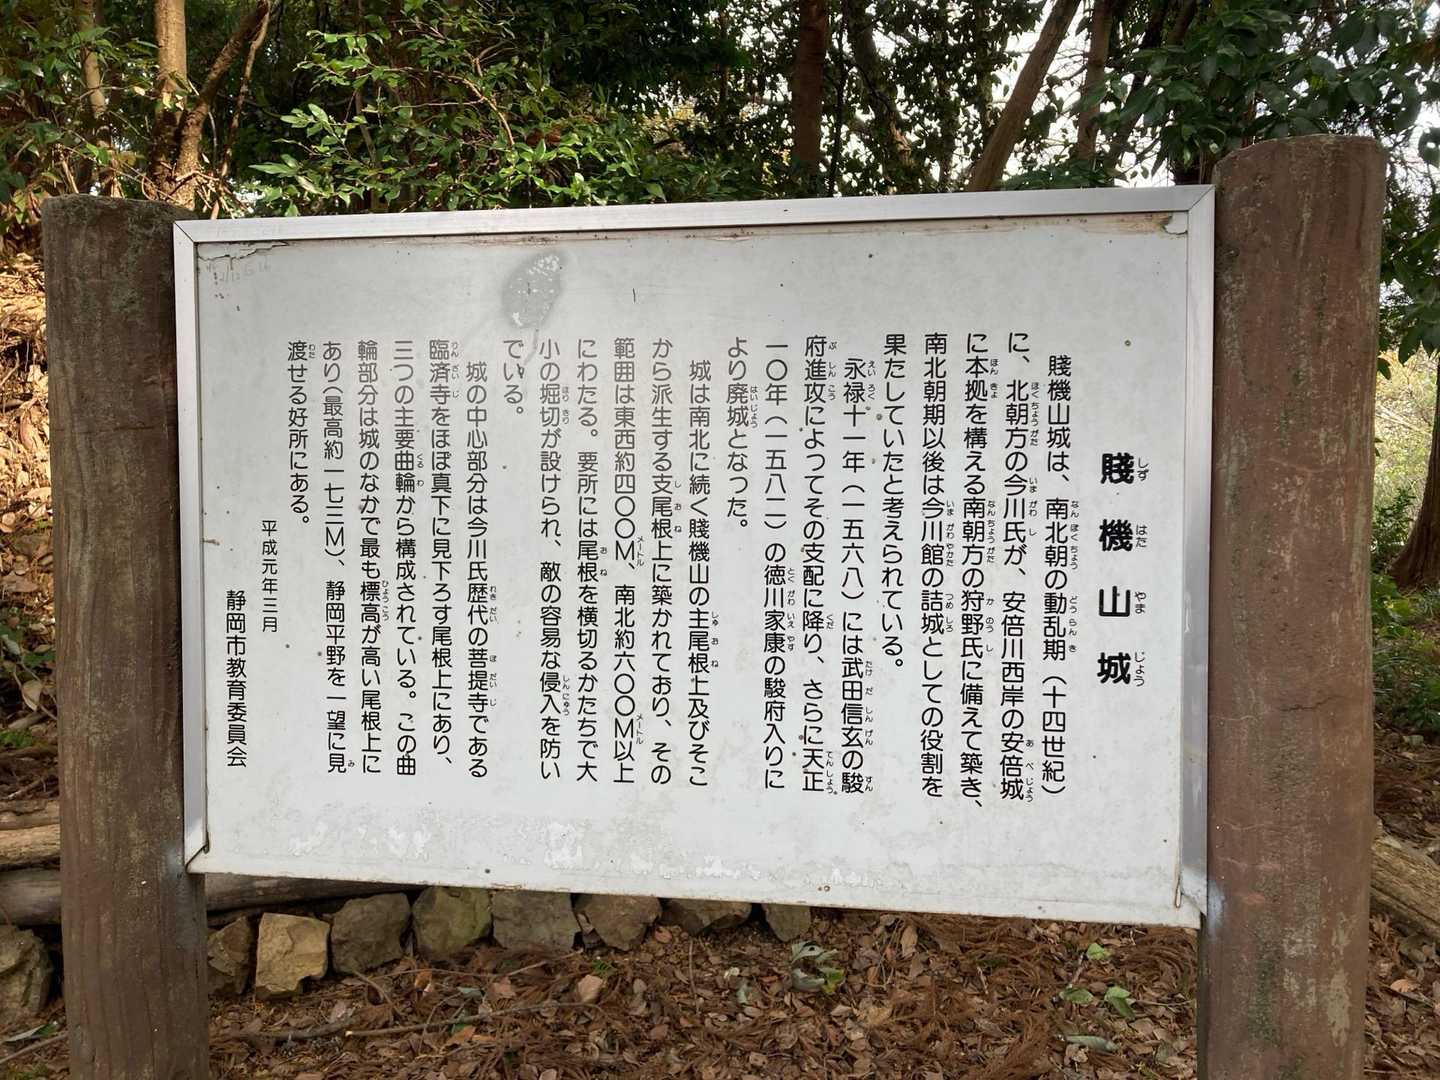 賤機山城
賤機山城は、南北朝の動乱期（十四世紀）
に、北朝方の今川氏が、安倍川西岸の安倍城
に本拠を構える南朝方の狩野氏に備えて築き、
南北朝期以後は今川館の詰城としての役割を
果たしていたと考えられている。
永禄十一年（一五六八）には武田信玄の駿
府進攻によってその支配に降り、さらに天正
一〇年（一五八二）の徳川家康の駿府入りに
より廃城となった。
城は南北に続く賤機山の主尾根上及びそこ
から派生する支尾根上に築かれており、その
範囲は東西約四〇〇M、南北約六〇〇M以上
にわたる。要所には尾根を横切るかたちで大
小の堀切が設けられ、敵の容易な侵入を防い
でいる。
城の中心部分は今川氏歴代の菩提寺である
臨済寺をほぼ真下に見下ろす尾根上にあり、
三つの主要曲輪から構成されている。この曲
輪部分は城のなかで最も標高が高い尾根上に
あり（最高約一七三M）、静岡平野を一望に見
渡せる好所にある。
平成元年三月
静岡市教育委員会